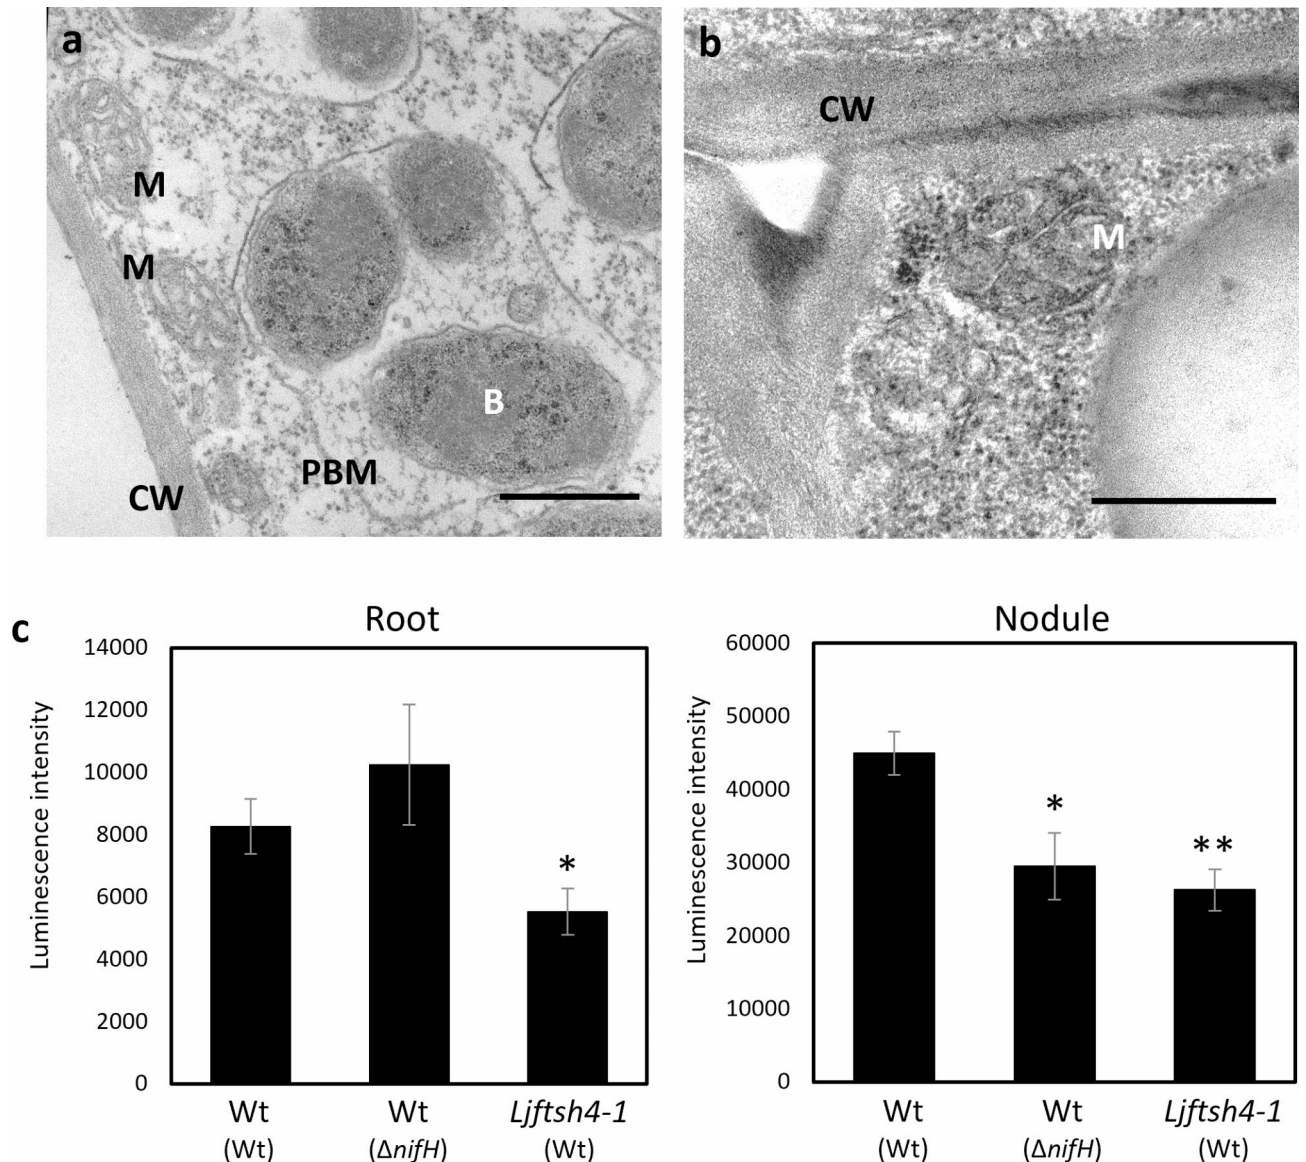 a
M
M
B
PBM
CW
b
CW
M
c
Root
Luminescence intensity
14000
12000
10000
8000
6000
4000
2000
0
*
Wt
(Wt)
Wt
(ΔnifH)
Ljftsh4-1
(Wt)
Nodule
Luminescence intensity
60000
50000
40000
30000
20000
10000
0
*
**
Wt
(Wt)
Wt
(ΔnifH)
Ljftsh4-1
(Wt)